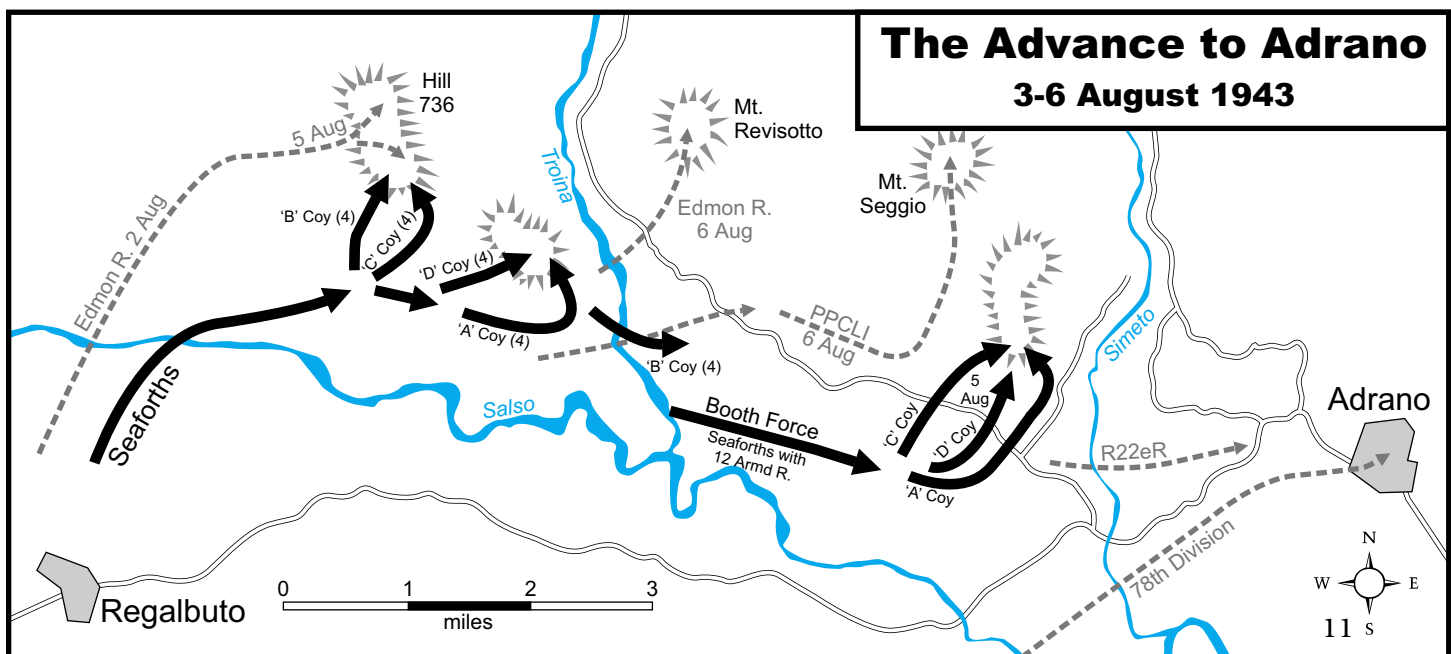 The Advance to Adrano
3-6 August 1943
Hill
736
5 Aug
Mt.
Revisotto
Troina
Mt.
Seggio
'B' Coy (4)
'C' Coy (4)
Edmon R.
6 Aug
Edmon R. 2 Aug
'D' Coy (4)
'A' Coy (4)
PPCLI
6 Aug
Simeto
'B' Coy (4)
Seaforths
Salso
Booth Force
Seaforths with
12 Armd R.
5
Aug
'C' Coy
'D' Coy
'A' Coy
Adrano
R22eR
78th Division
Regalbuto
0 1 2 3
miles
N
W E
S
11